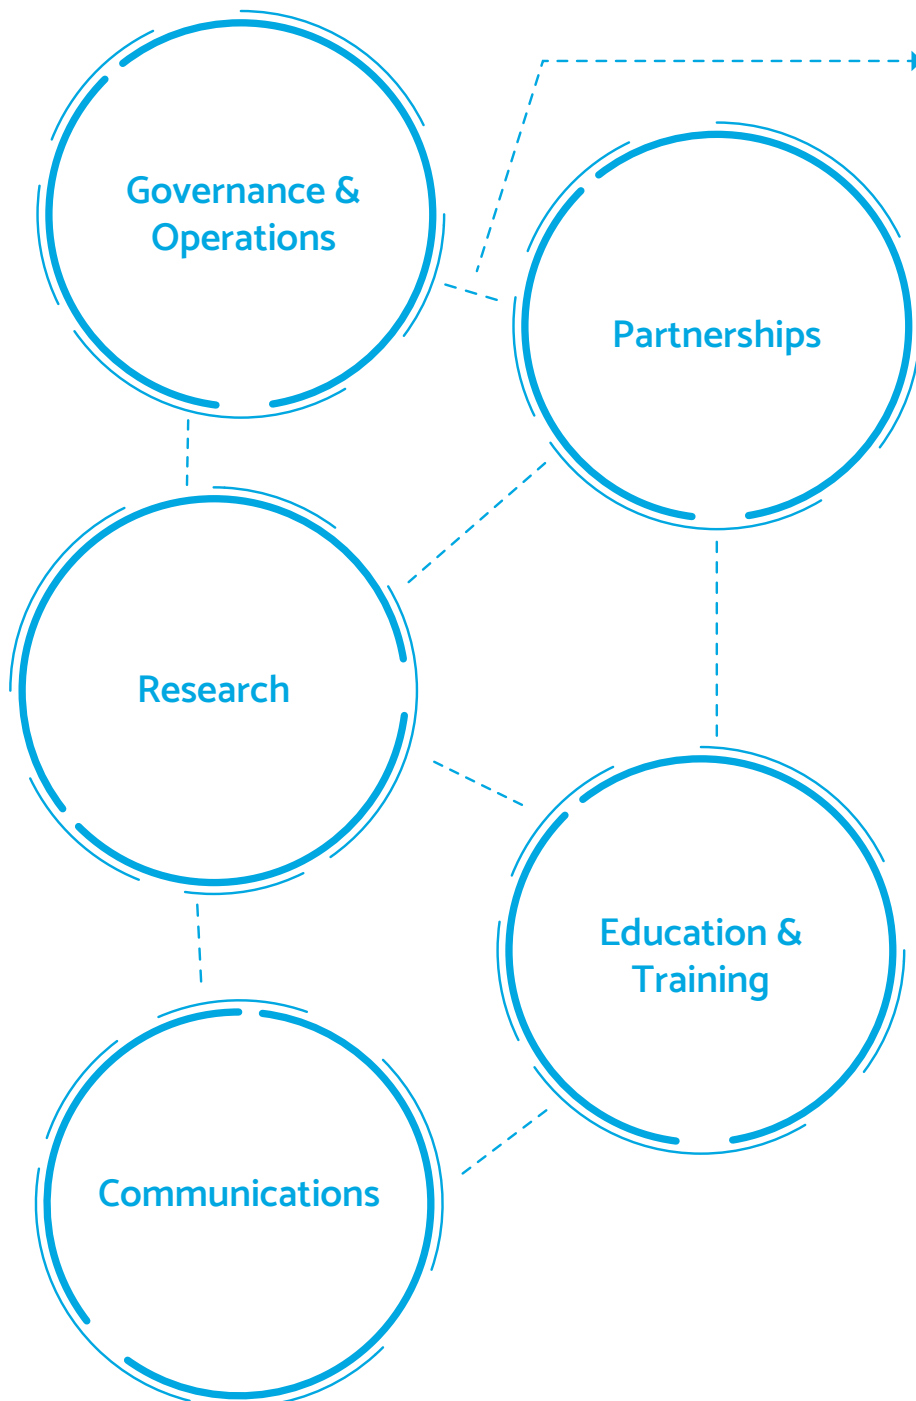 Governance &
Operations
Partnerships
Research
Education &
Training
Communications